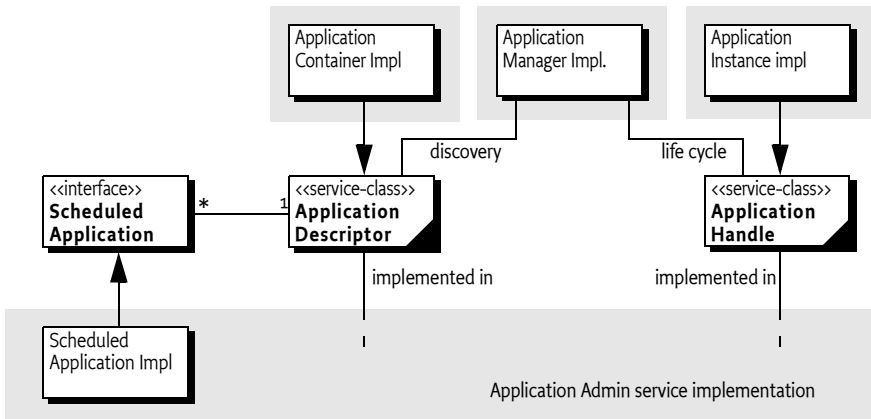 Application
Container Impl
Application
Manager Impl.
Application
Instance impl
discovery
life cycle
<<interface>>
Scheduled
Application
*
1
<<service-class>>
Application
Descriptor
<<service-class>>
Application
Handle
implemented in
implemented in
Scheduled
Application Impl
Application Admin service implementation